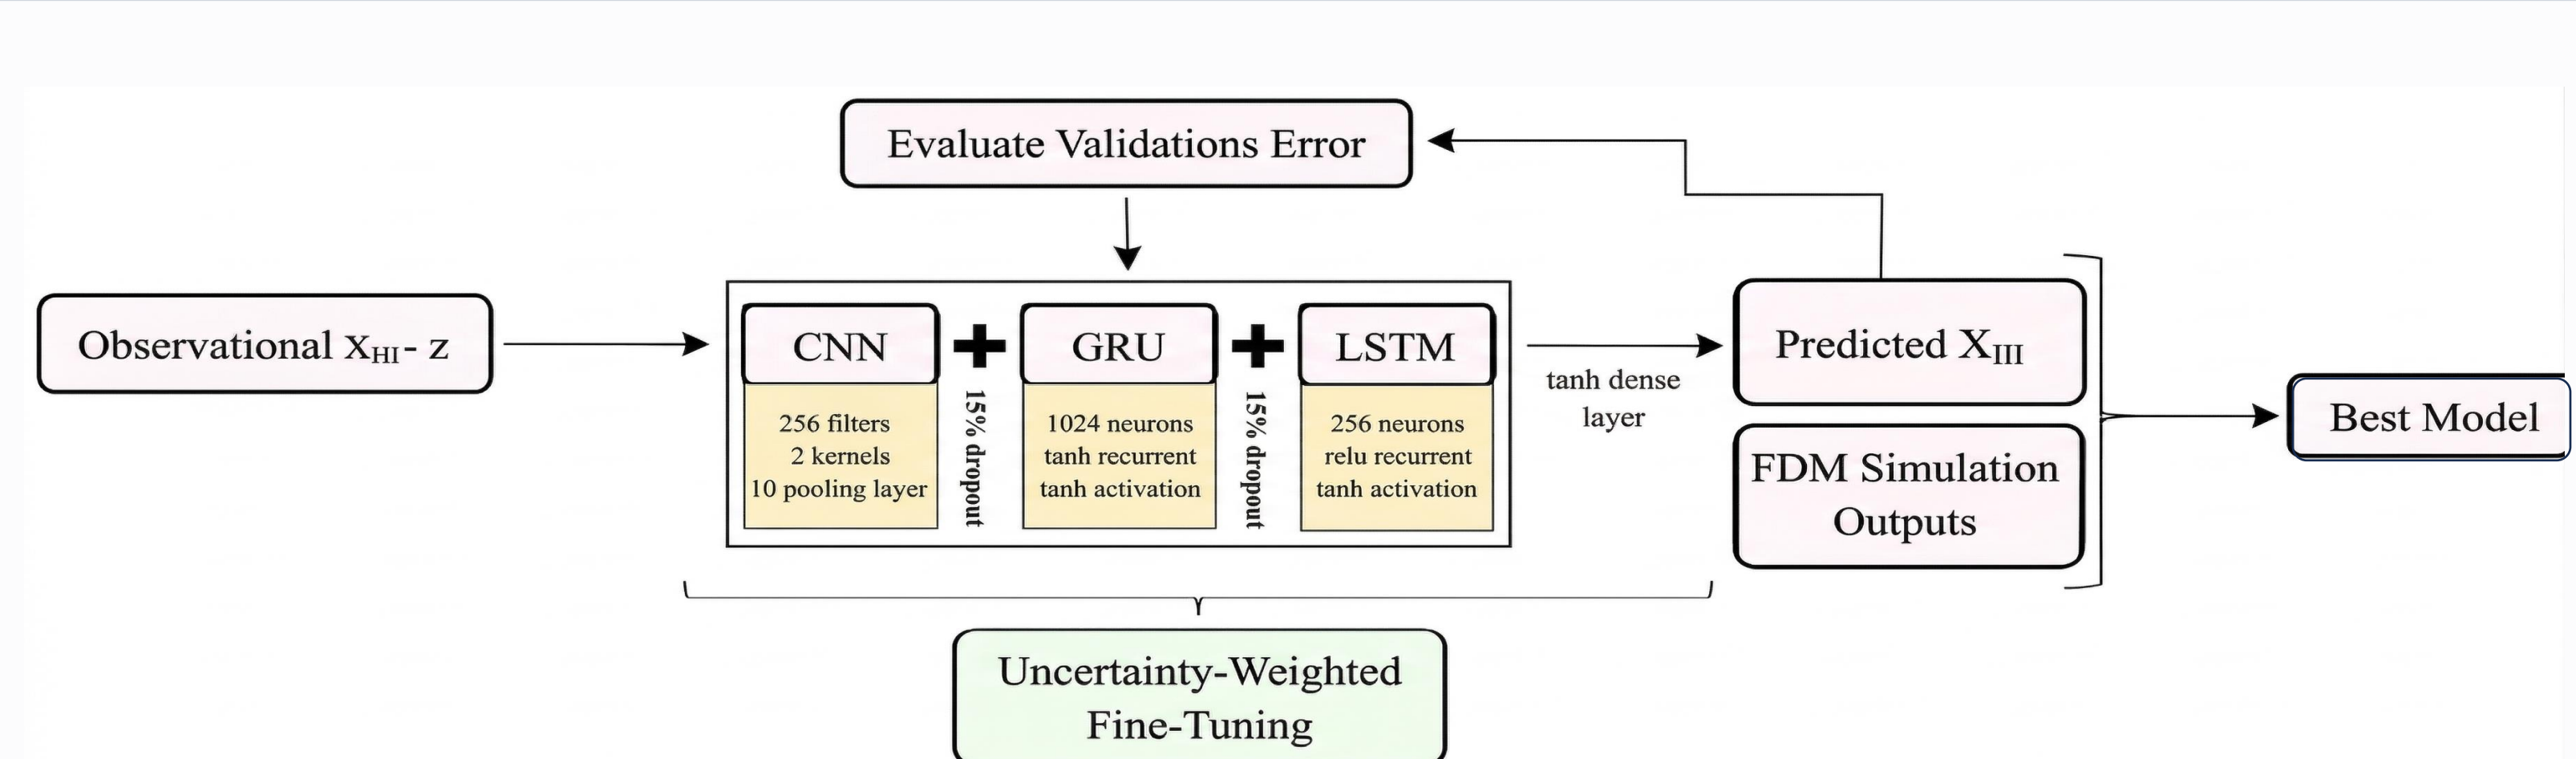 Evaluate Validations Error
Observational x_HI - z
CNN
256 filters
2 kernels
10 pooling layer
15% dropout
GRU
1024 neurons
tanh recurrent
tanh activation
15% dropout
LSTM
256 neurons
relu recurrent
tanh activation
tanh dense
layer
Predicted X_III
FDM Simulation
Outputs
Best Model
Uncertainty-Weighted
Fine-Tuning